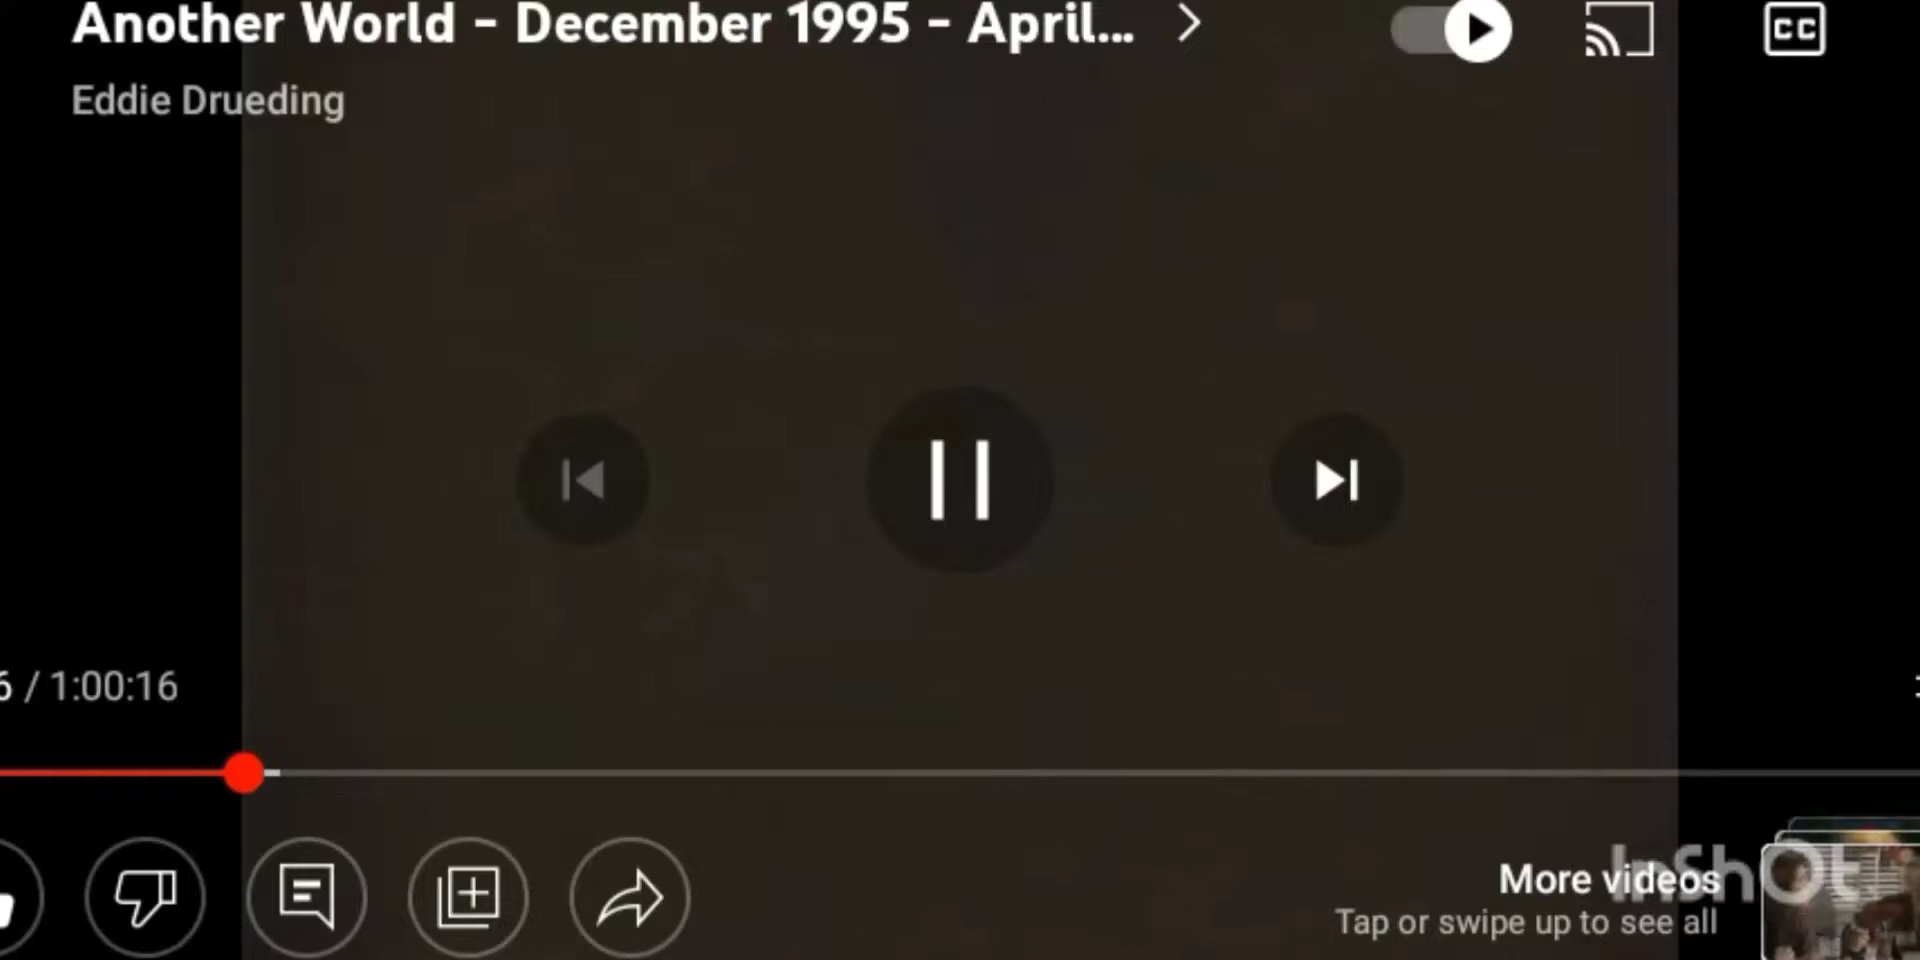 Another World - December 1995 - April...
CC
Eddie Drueding
6 / 1:00:16
More videos
InShOt
Tap or swipe up to see all